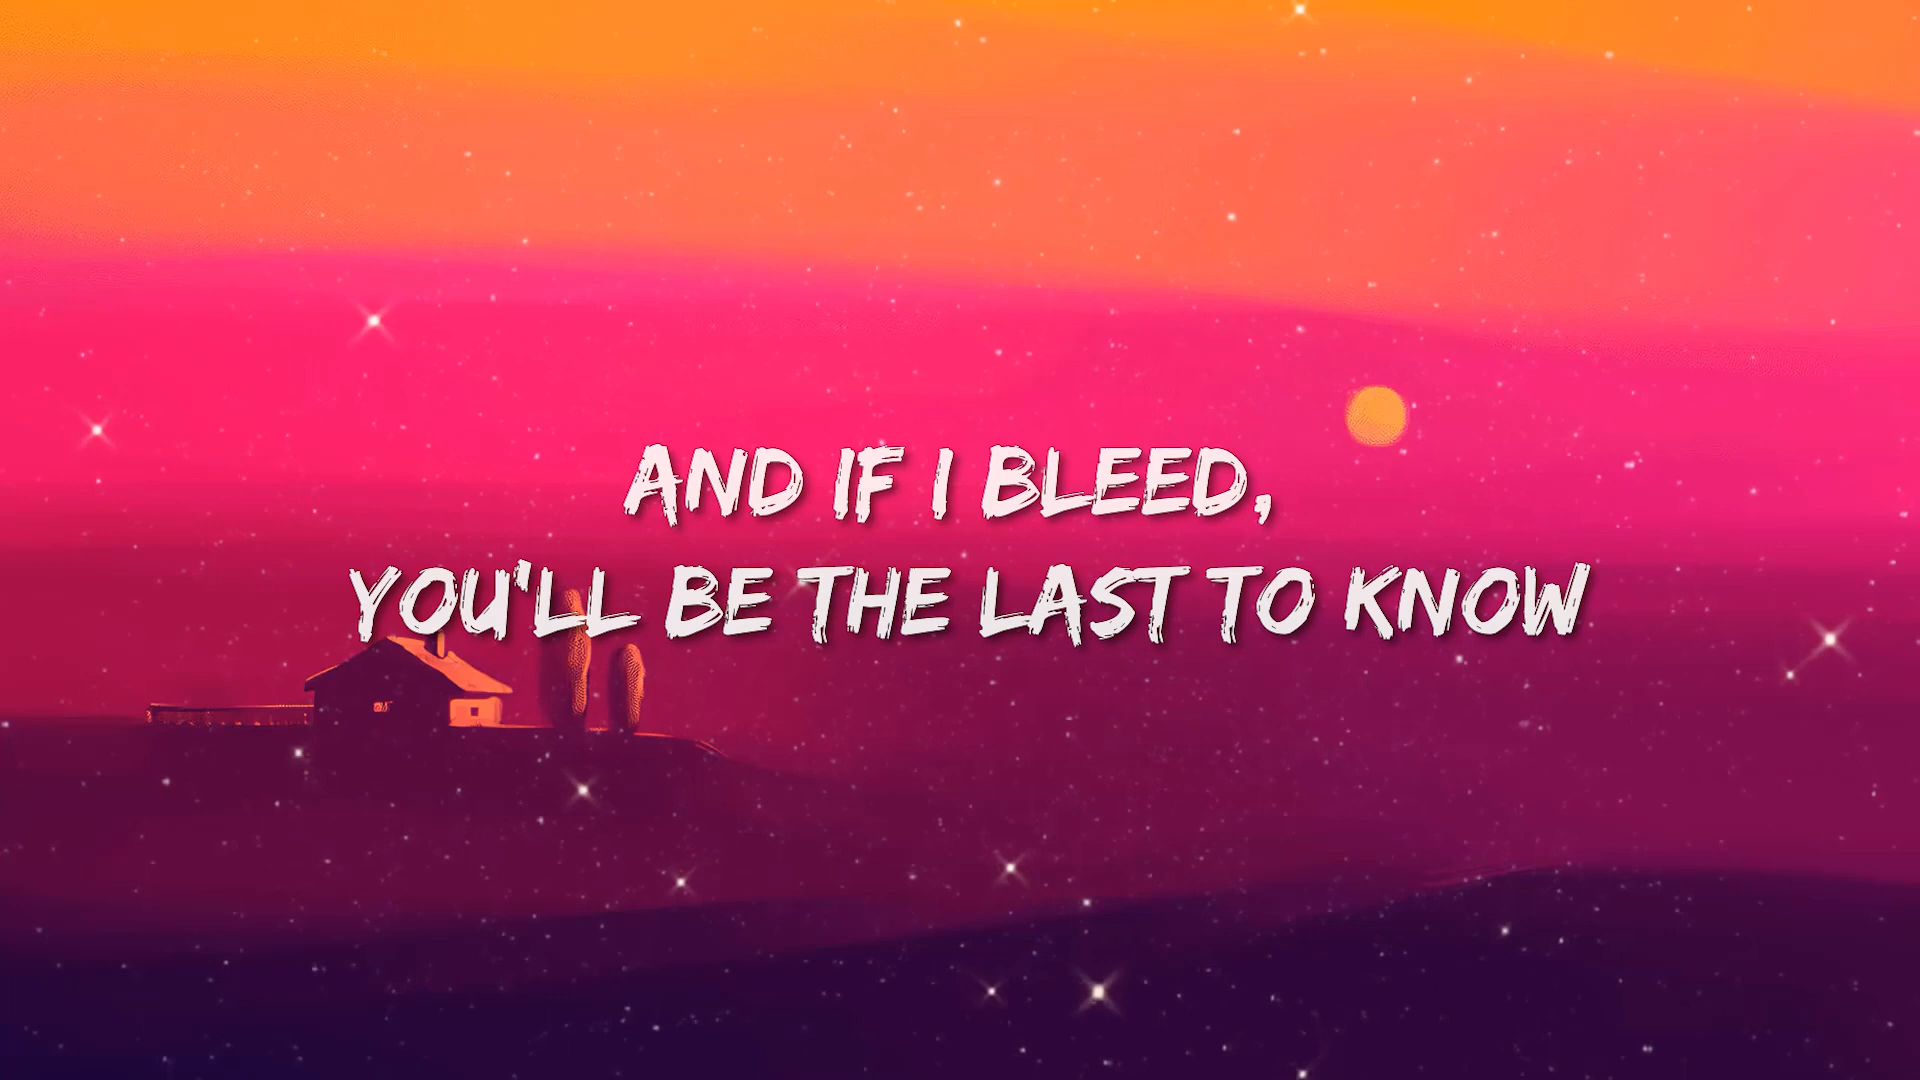 AND IF I BLEED,
YOU'LL BE THE LAST TO KNOW